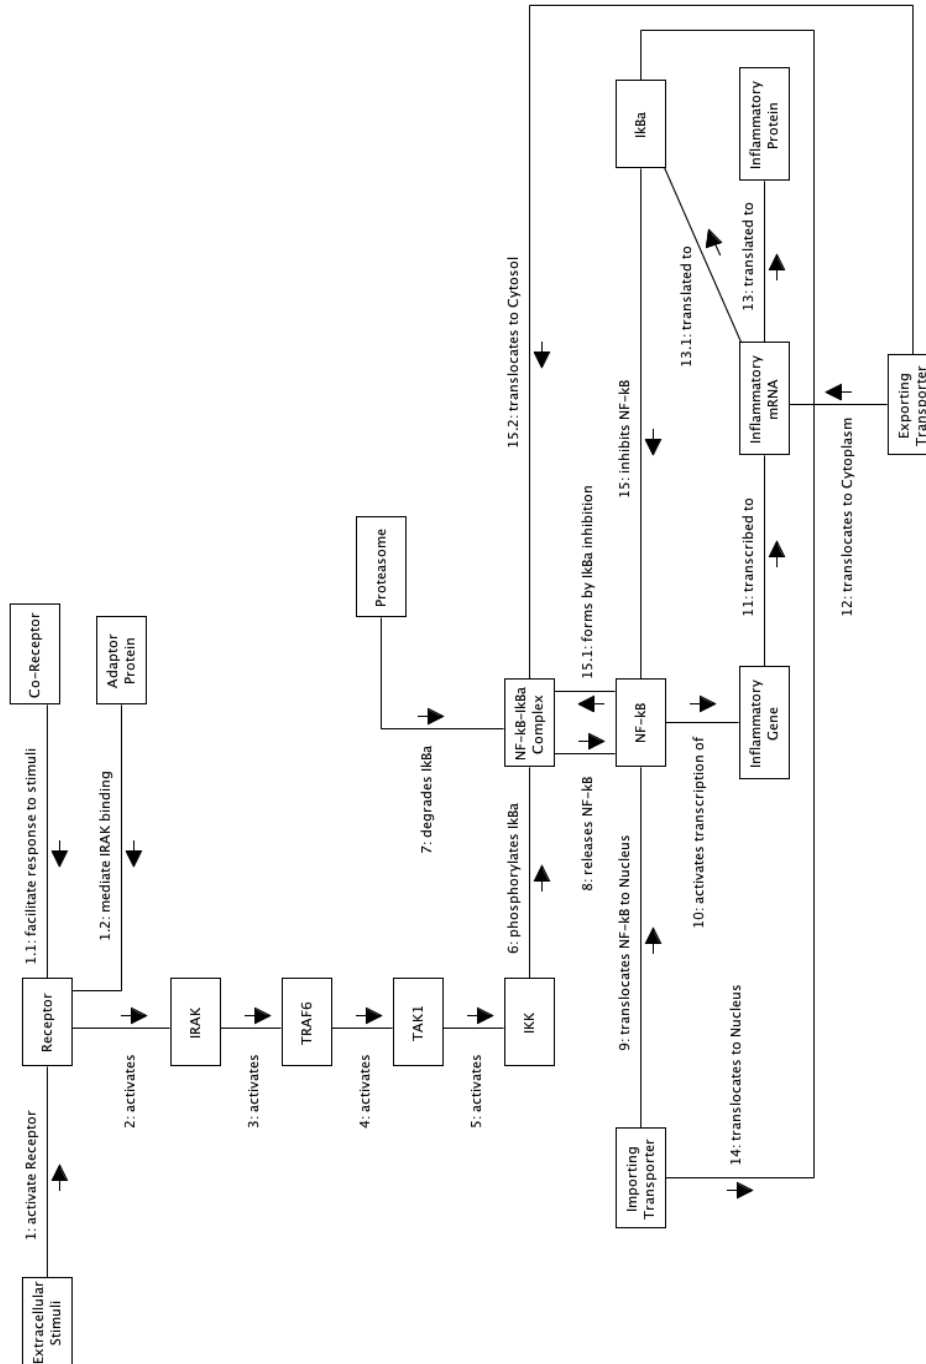 Extracellular
Stimuli
1: activate Receptor
Receptor
1.1: facilitate response to stimuli
Co-Receptor
1.2: mediate IRAK binding
Adaptor
Protein
2: activates
IRAK
3: activates
TRAF6
4: activates
TAK1
5: activates
IKK
6: phosphorylates IkBa
7: degrades IkBa
Proteasome
NF-kB-IkBa
Complex
15.2: translocates to Cytosol
8: releases NF-kB
15.1: forms by IkBa inhibition
Importing
Transporter
9: translocates NF-kB to Nucleus
NF-kB
15: inhibits NF-kB
IkBa
10: activates transcription of
13.1: translated to
14: translocates to Nucleus
Inflammatory
Gene
11: transcribed to
Inflammatory
mRNA
13: translated to
Inflammatory
Protein
12: translocates to Cytoplasm
Exporting
Transporter